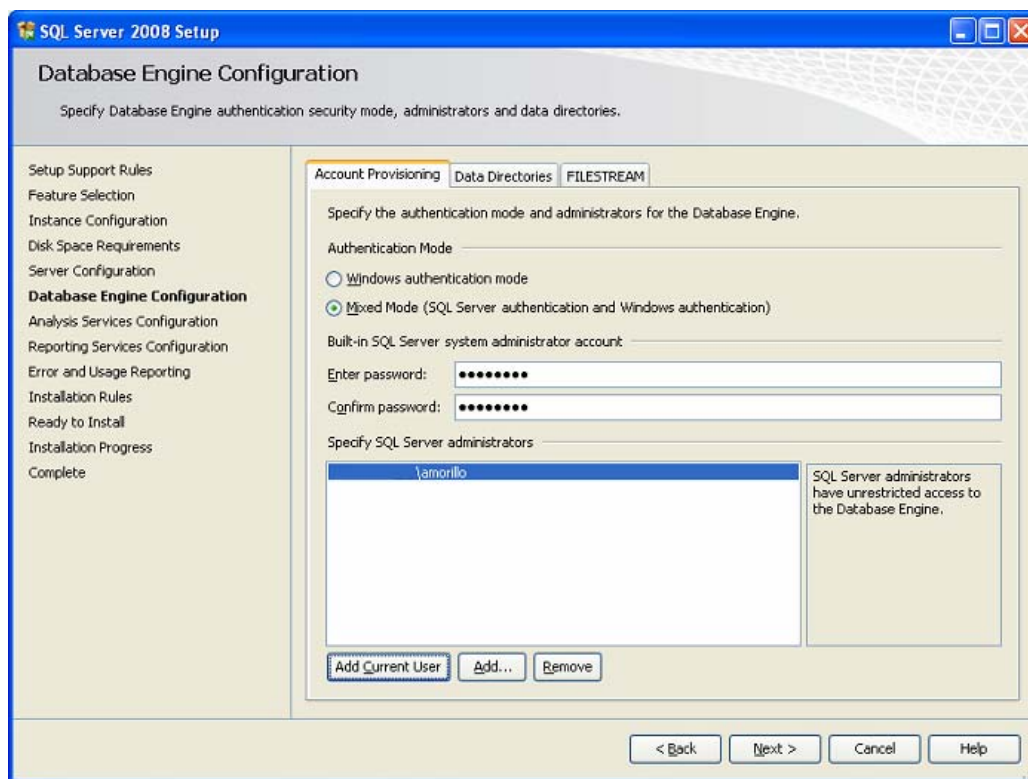 SQL Server 2008 Setup
Database Engine Configuration
Specify Database Engine authentication security mode, administrators and data directories.
Setup Support Rules
Feature Selection
Instance Configuration
Disk Space Requirements
Server Configuration
Database Engine Configuration
Analysis Services Configuration
Reporting Services Configuration
Error and Usage Reporting
Installation Rules
Ready to Install
Installation Progress
Complete
Account Provisioning Data Directories FILESTREAM
Specify the authentication mode and administrators for the Database Engine.
Authentication Mode
Windows authentication mode
Mixed Mode (SQL Server authentication and Windows authentication)
Built-in SQL Server system administrator account
Enter password: ●●●●●●●●
Confirm password: ●●●●●●●●
Specify SQL Server administrators
\amorillo
SQL Server administrators
have unrestricted access to
the Database Engine.
Add Current User Add... Remove
< Back Next > Cancel Help